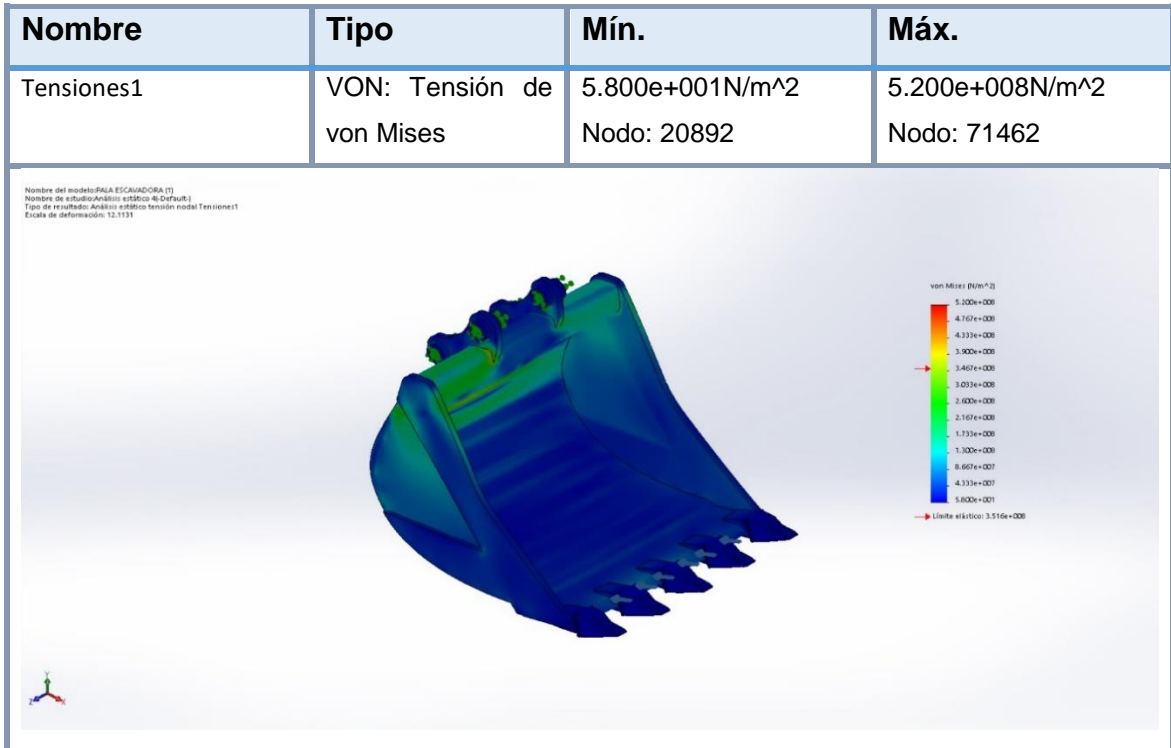 Nombre
Tipo
Mín.
Máx.
Tensiones1
VON: Tensión de
von Mises
5.800e+001N/m^2
Nodo: 20892
5.200e+008N/m^2
Nodo: 71462
Nombre del modelo:PALA ESCAVADORA (1)
Nombre de estudio:Análisis estático 4(-Default-)
Tipo de resultado: Análisis estático tensión nodal Tensiones1
Escala de deformación: 12.1131
von Mises (N/m^2)
5.200e+008
4.767e+008
4.333e+008
3.900e+008
3.467e+008
3.033e+008
2.600e+008
2.167e+008
1.733e+008
1.300e+008
8.667e+007
4.333e+007
5.800e+001
Límite elástico: 3.516e+008
Y
Z
X